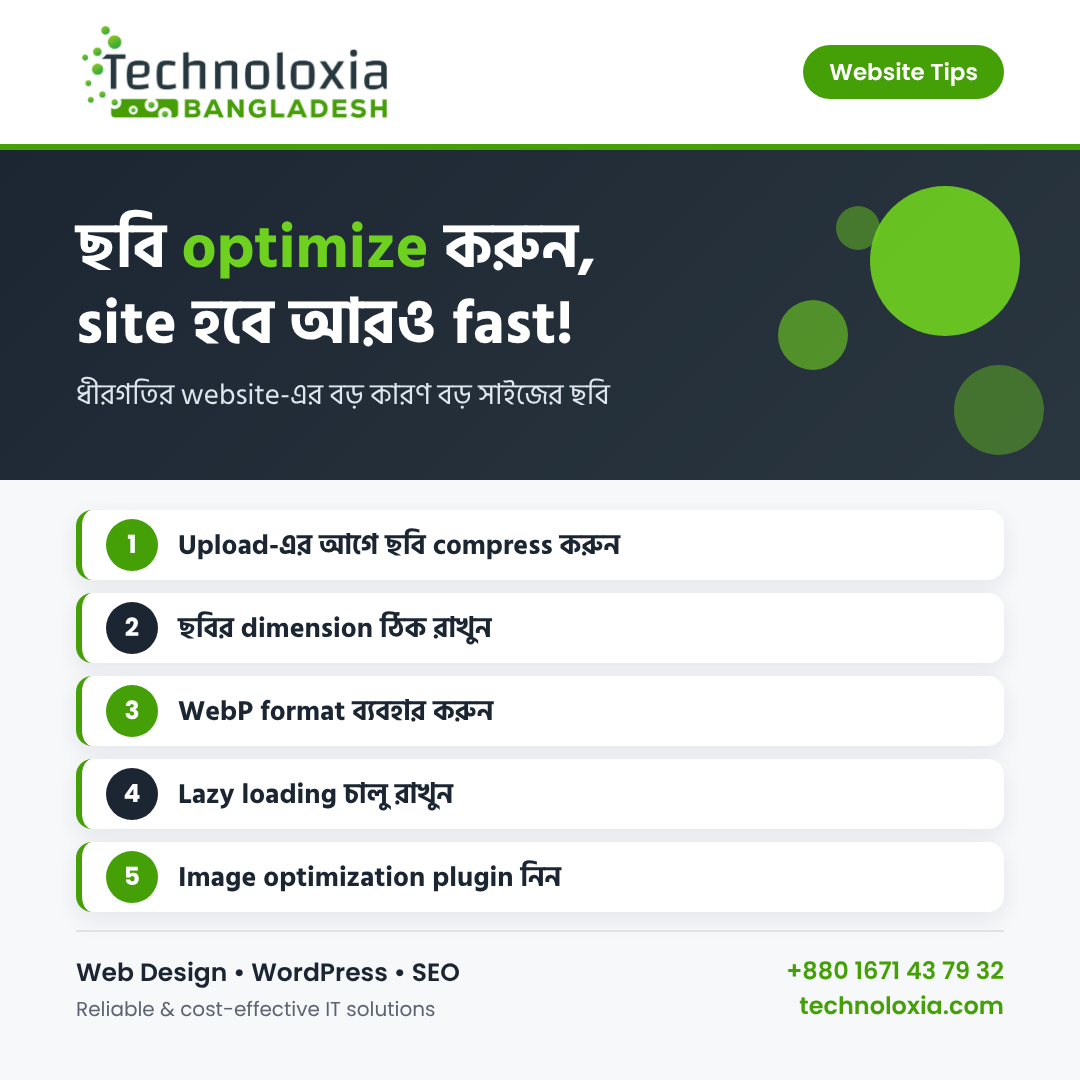 Technoloxia
BANGLADESH
Website Tips
ছবি optimize করুন,
site হবে আরও fast!
ধীরগতির website-এর বড় কারণ বড় সাইজের ছবি
1 Upload-এর আগে ছবি compress করুন
2 ছবির dimension ঠিক রাখুন
3 WebP format ব্যবহার করুন
4 Lazy loading চালু রাখুন
5 Image optimization plugin নিন
Web Design • WordPress • SEO
Reliable & cost-effective IT solutions
+880 1671 43 79 32
technoloxia.com